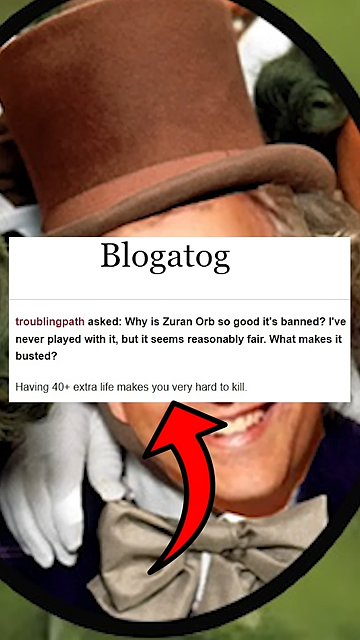 Blogatog
troublingpath asked: Why is Zuran Orb so good it's banned? I've
never played with it, but it seems reasonably fair. What makes it
busted?
Having 40+ extra life makes you very hard to kill.